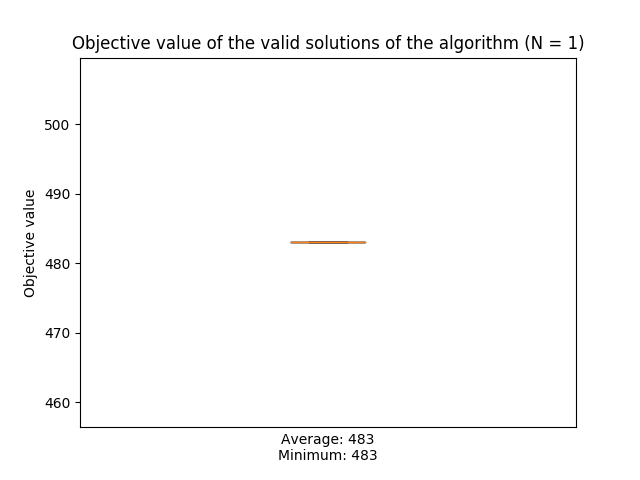 Objective value of the valid solutions of the algorithm (N = 1)
500
490
480
470
460
Objective value
Average: 483
Minimum: 483